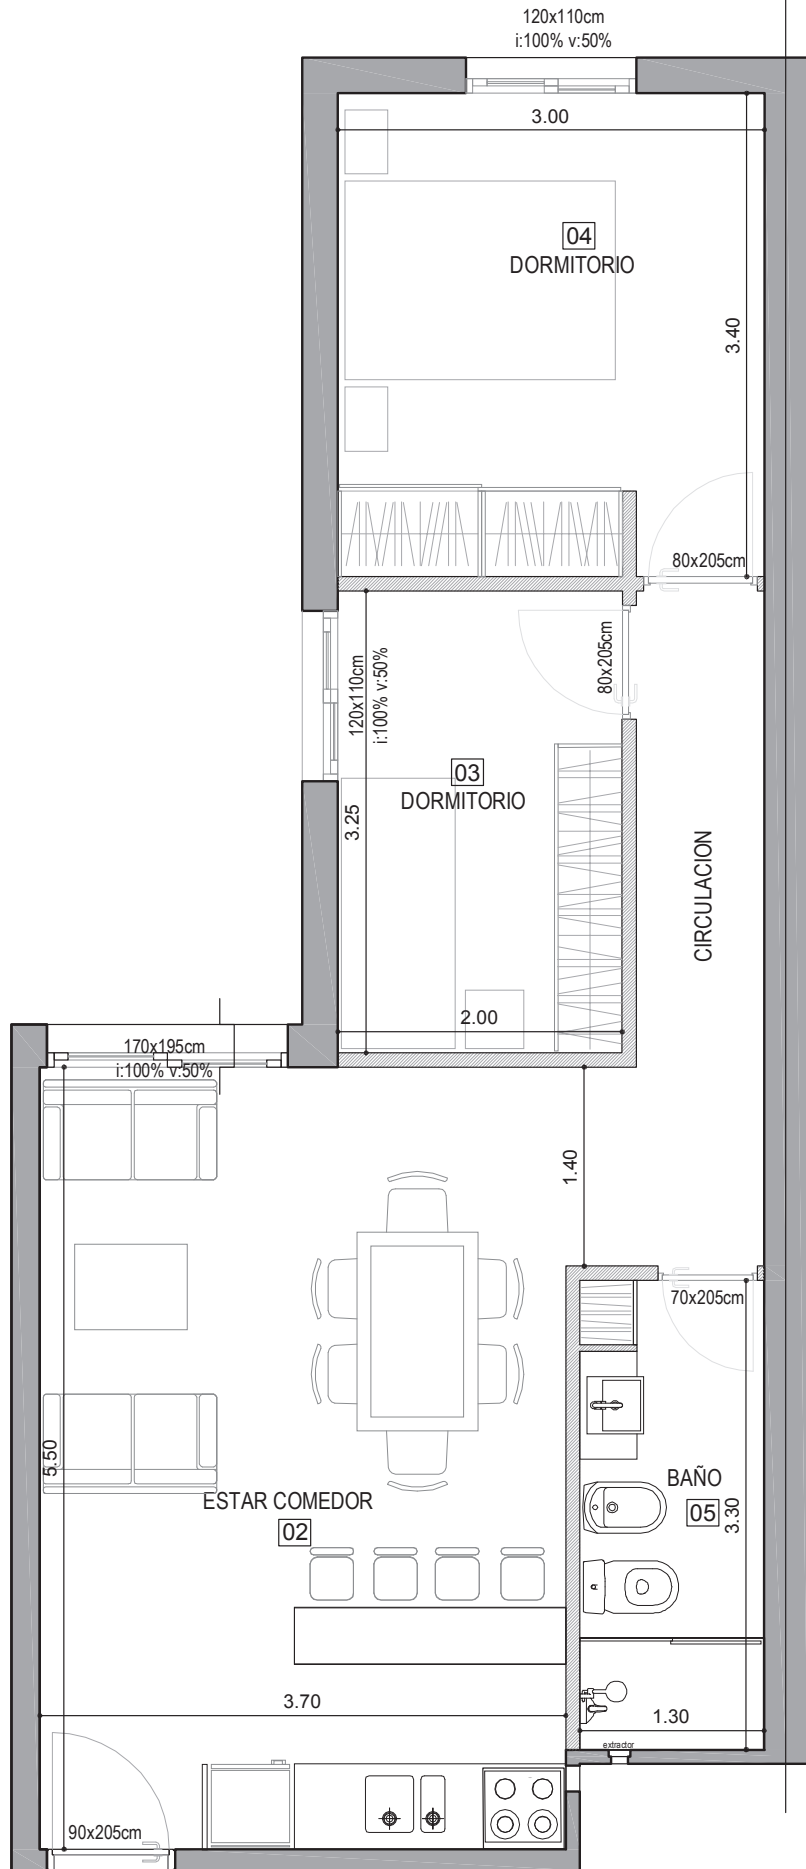 120x110cm
i:100% v:50%
3.00
04
DORMITORIO
3.40
80x205cm
120x110cm
i:100% v:50%
80x205cm
03
DORMITORIO
3.25
CIRCULACION
2.00
170x195cm
i:100% v:50%
1.40
70x205cm
5.50
BAÑO
05
3.30
ESTAR COMEDOR
02
3.70
1.30
extractor
90x205cm